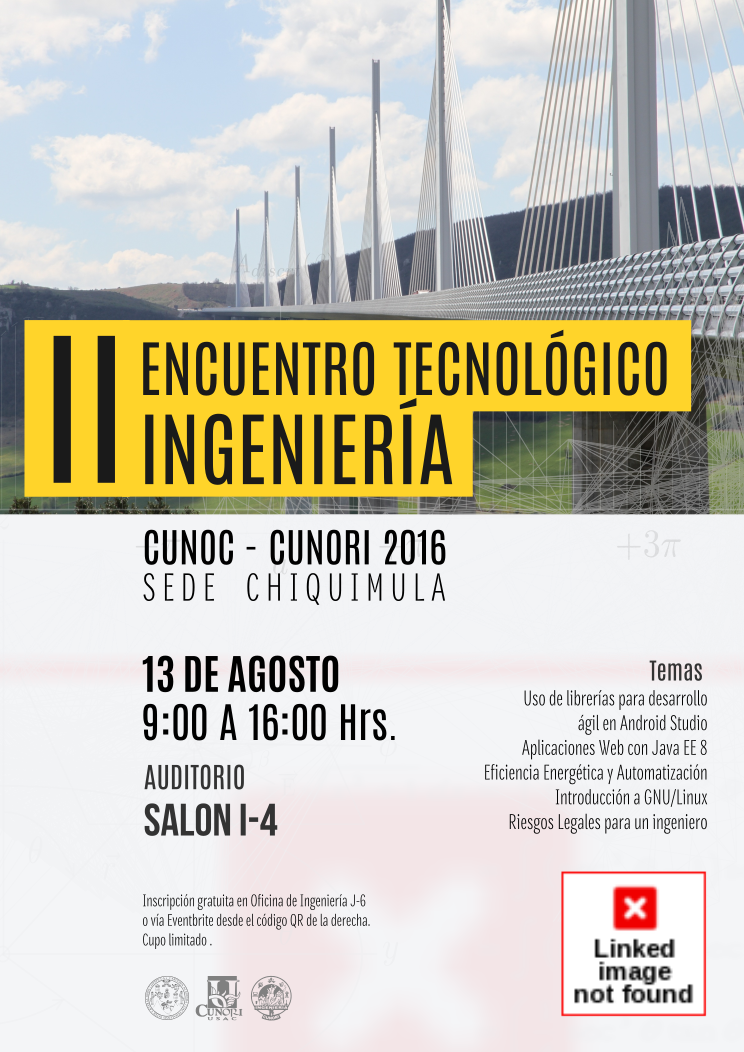 II ENCUENTRO TECNOLÓGICO
INGENIERÍA
CUNOC - CUNORI 2016
SEDE CHIQUIMULA
+3π
13 DE AGOSTO
9:00 A 16:00 Hrs.
AUDITORIO
SALON I-4
Temas
Uso de librerías para desarrollo
ágil en Android Studio
Aplicaciones Web con Java EE 8
Eficiencia Energética y Automatización
Introducción a GNU/Linux
Riesgos Legales para un ingeniero
Inscripción gratuita en Oficina de Ingeniería J-6
o vía Eventbrite desde el código QR de la derecha.
Cupo limitado .
y
CUNORI
USAC
INGENIERIA
Linked
image
not found